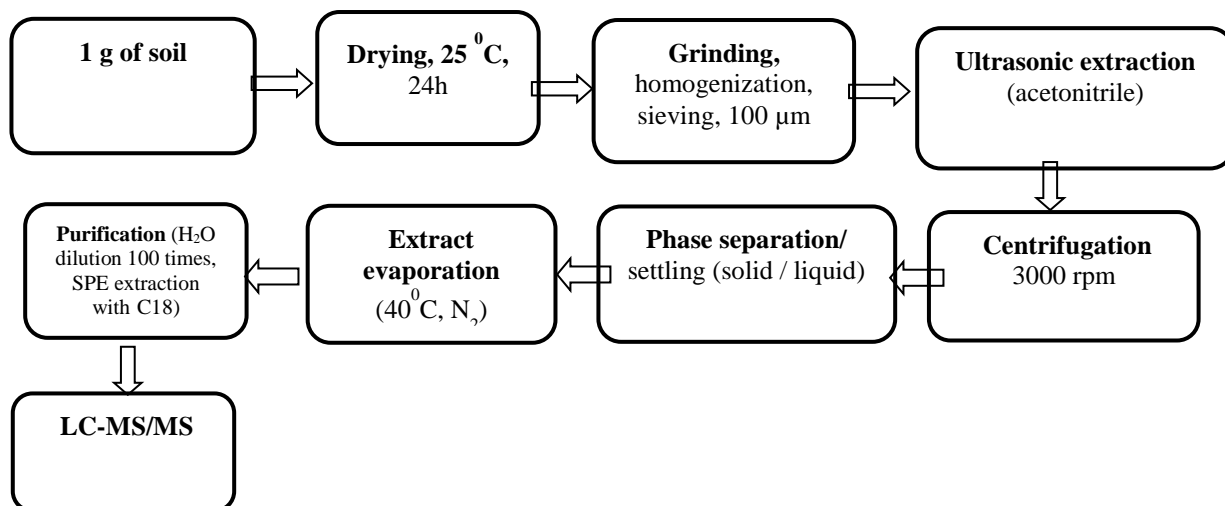 1 g of soil
Drying, 25 ⁰C,
24h
Grinding,
homogenization,
sieving, 100 µm
Ultrasonic extraction
(acetonitrile)
Centrifugation
3000 rpm
Phase separation/
settling (solid / liquid)
Extract
evaporation
(40⁰C, N₂)
Purification (H₂O
dilution 100 times,
SPE extraction
with C18)
LC-MS/MS